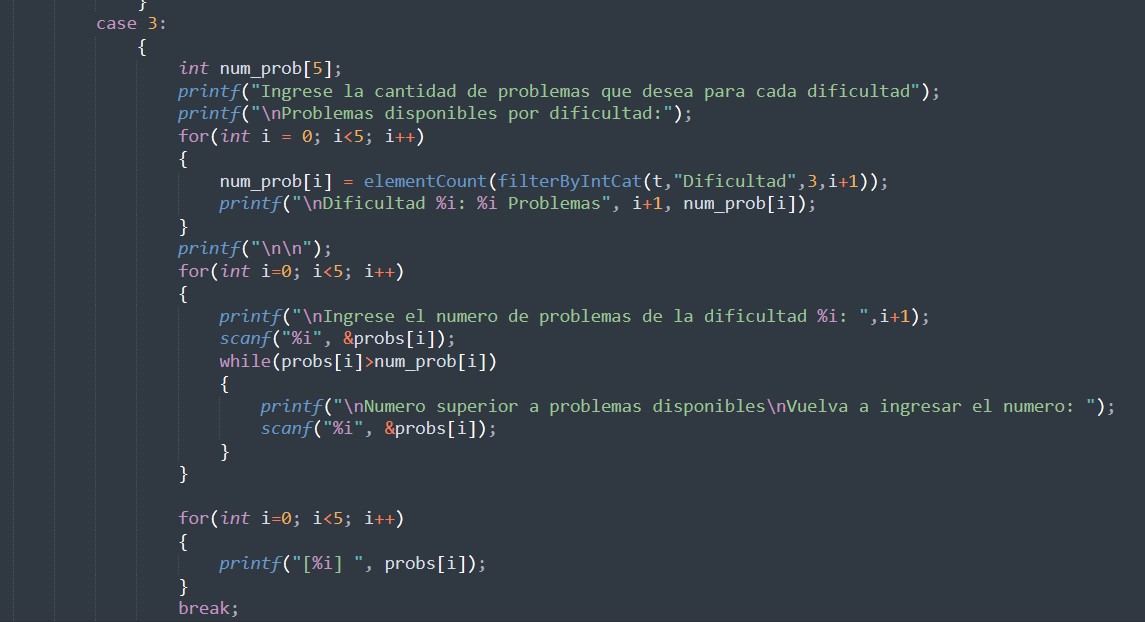 }
case 3:
{
int num_prob[5];
printf("Ingrese la cantidad de problemas que desea para cada dificultad");
printf("\nProblemas disponibles por dificultad:");
for(int i = 0; i<5; i++)
{
num_prob[i] = elementCount(filterByIntCat(t,"Dificultad",3,i+1));
printf("\nDificultad %i: %i Problemas", i+1, num_prob[i]);
}
printf("\n\n");
for(int i=0; i<5; i++)
{
printf("\nIngrese el numero de problemas de la dificultad %i: ",i+1);
scanf("%i", &probs[i]);
while(probs[i]>num_prob[i])
{
printf("\nNumero superior a problemas disponibles\nVuelva a ingresar el numero: ");
scanf("%i", &probs[i]);
}
}
for(int i=0; i<5; i++)
{
printf("[%i] ", probs[i]);
}
break;